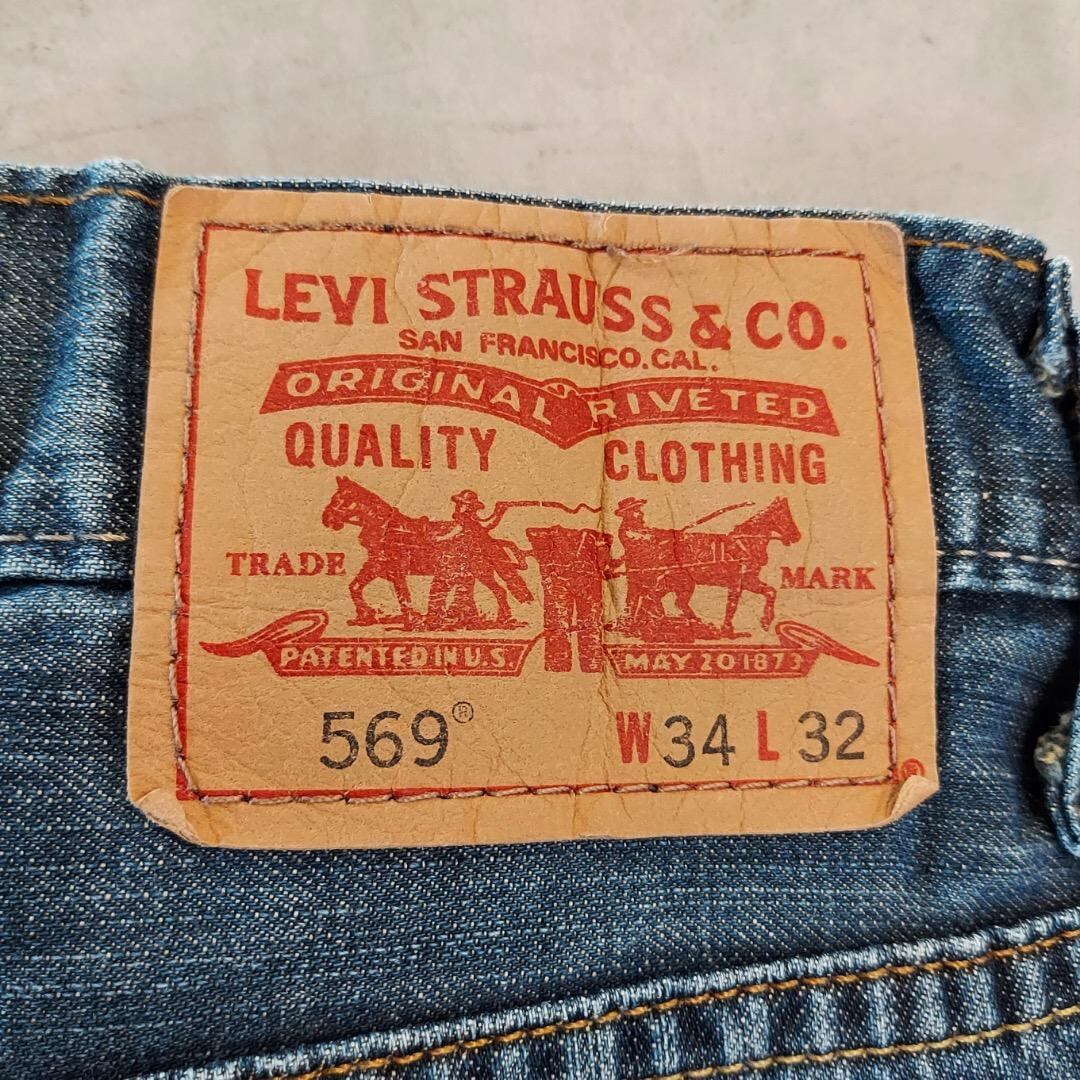 LEVI STRAUSS & CO.
SAN FRANCISCO.CAL.
ORIGINAL RIVETED
QUALITY CLOTHING
TRADE MARK
PATENTED IN U.S. MAY 20 1873
569® W34 L 32
®